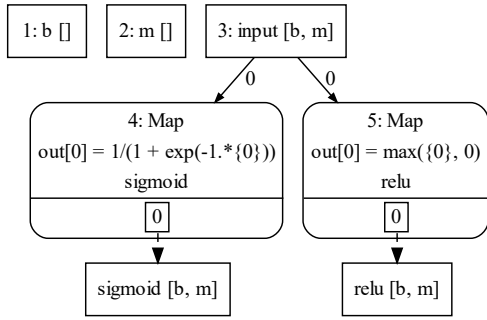 1: b []
2: m []
3: input [b, m]
0
0
4: Map
out[0] = 1/(1 + exp(-1.*{0}))
sigmoid
0
5: Map
out[0] = max({0}, 0)
relu
0
sigmoid [b, m]
relu [b, m]